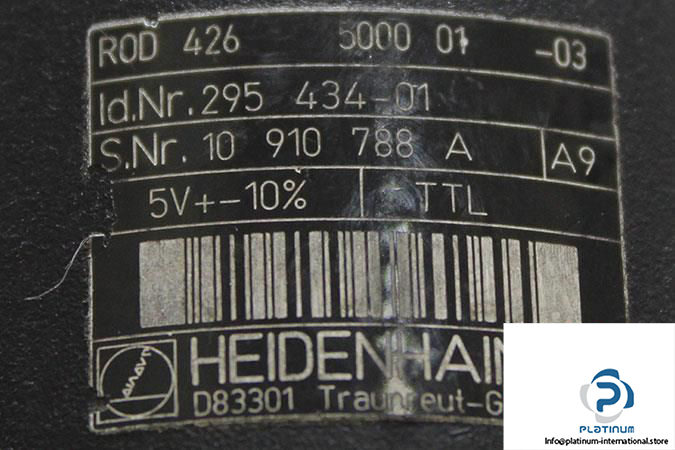 ROD 426 5000 01 -03
Id.Nr. 295 434-01
S.Nr. 10 910 788 A A9
5V+-10% TTL
HEIDENHAIN
D83301 Traunreut-G
PLATINUM
Info@platinum-international.store